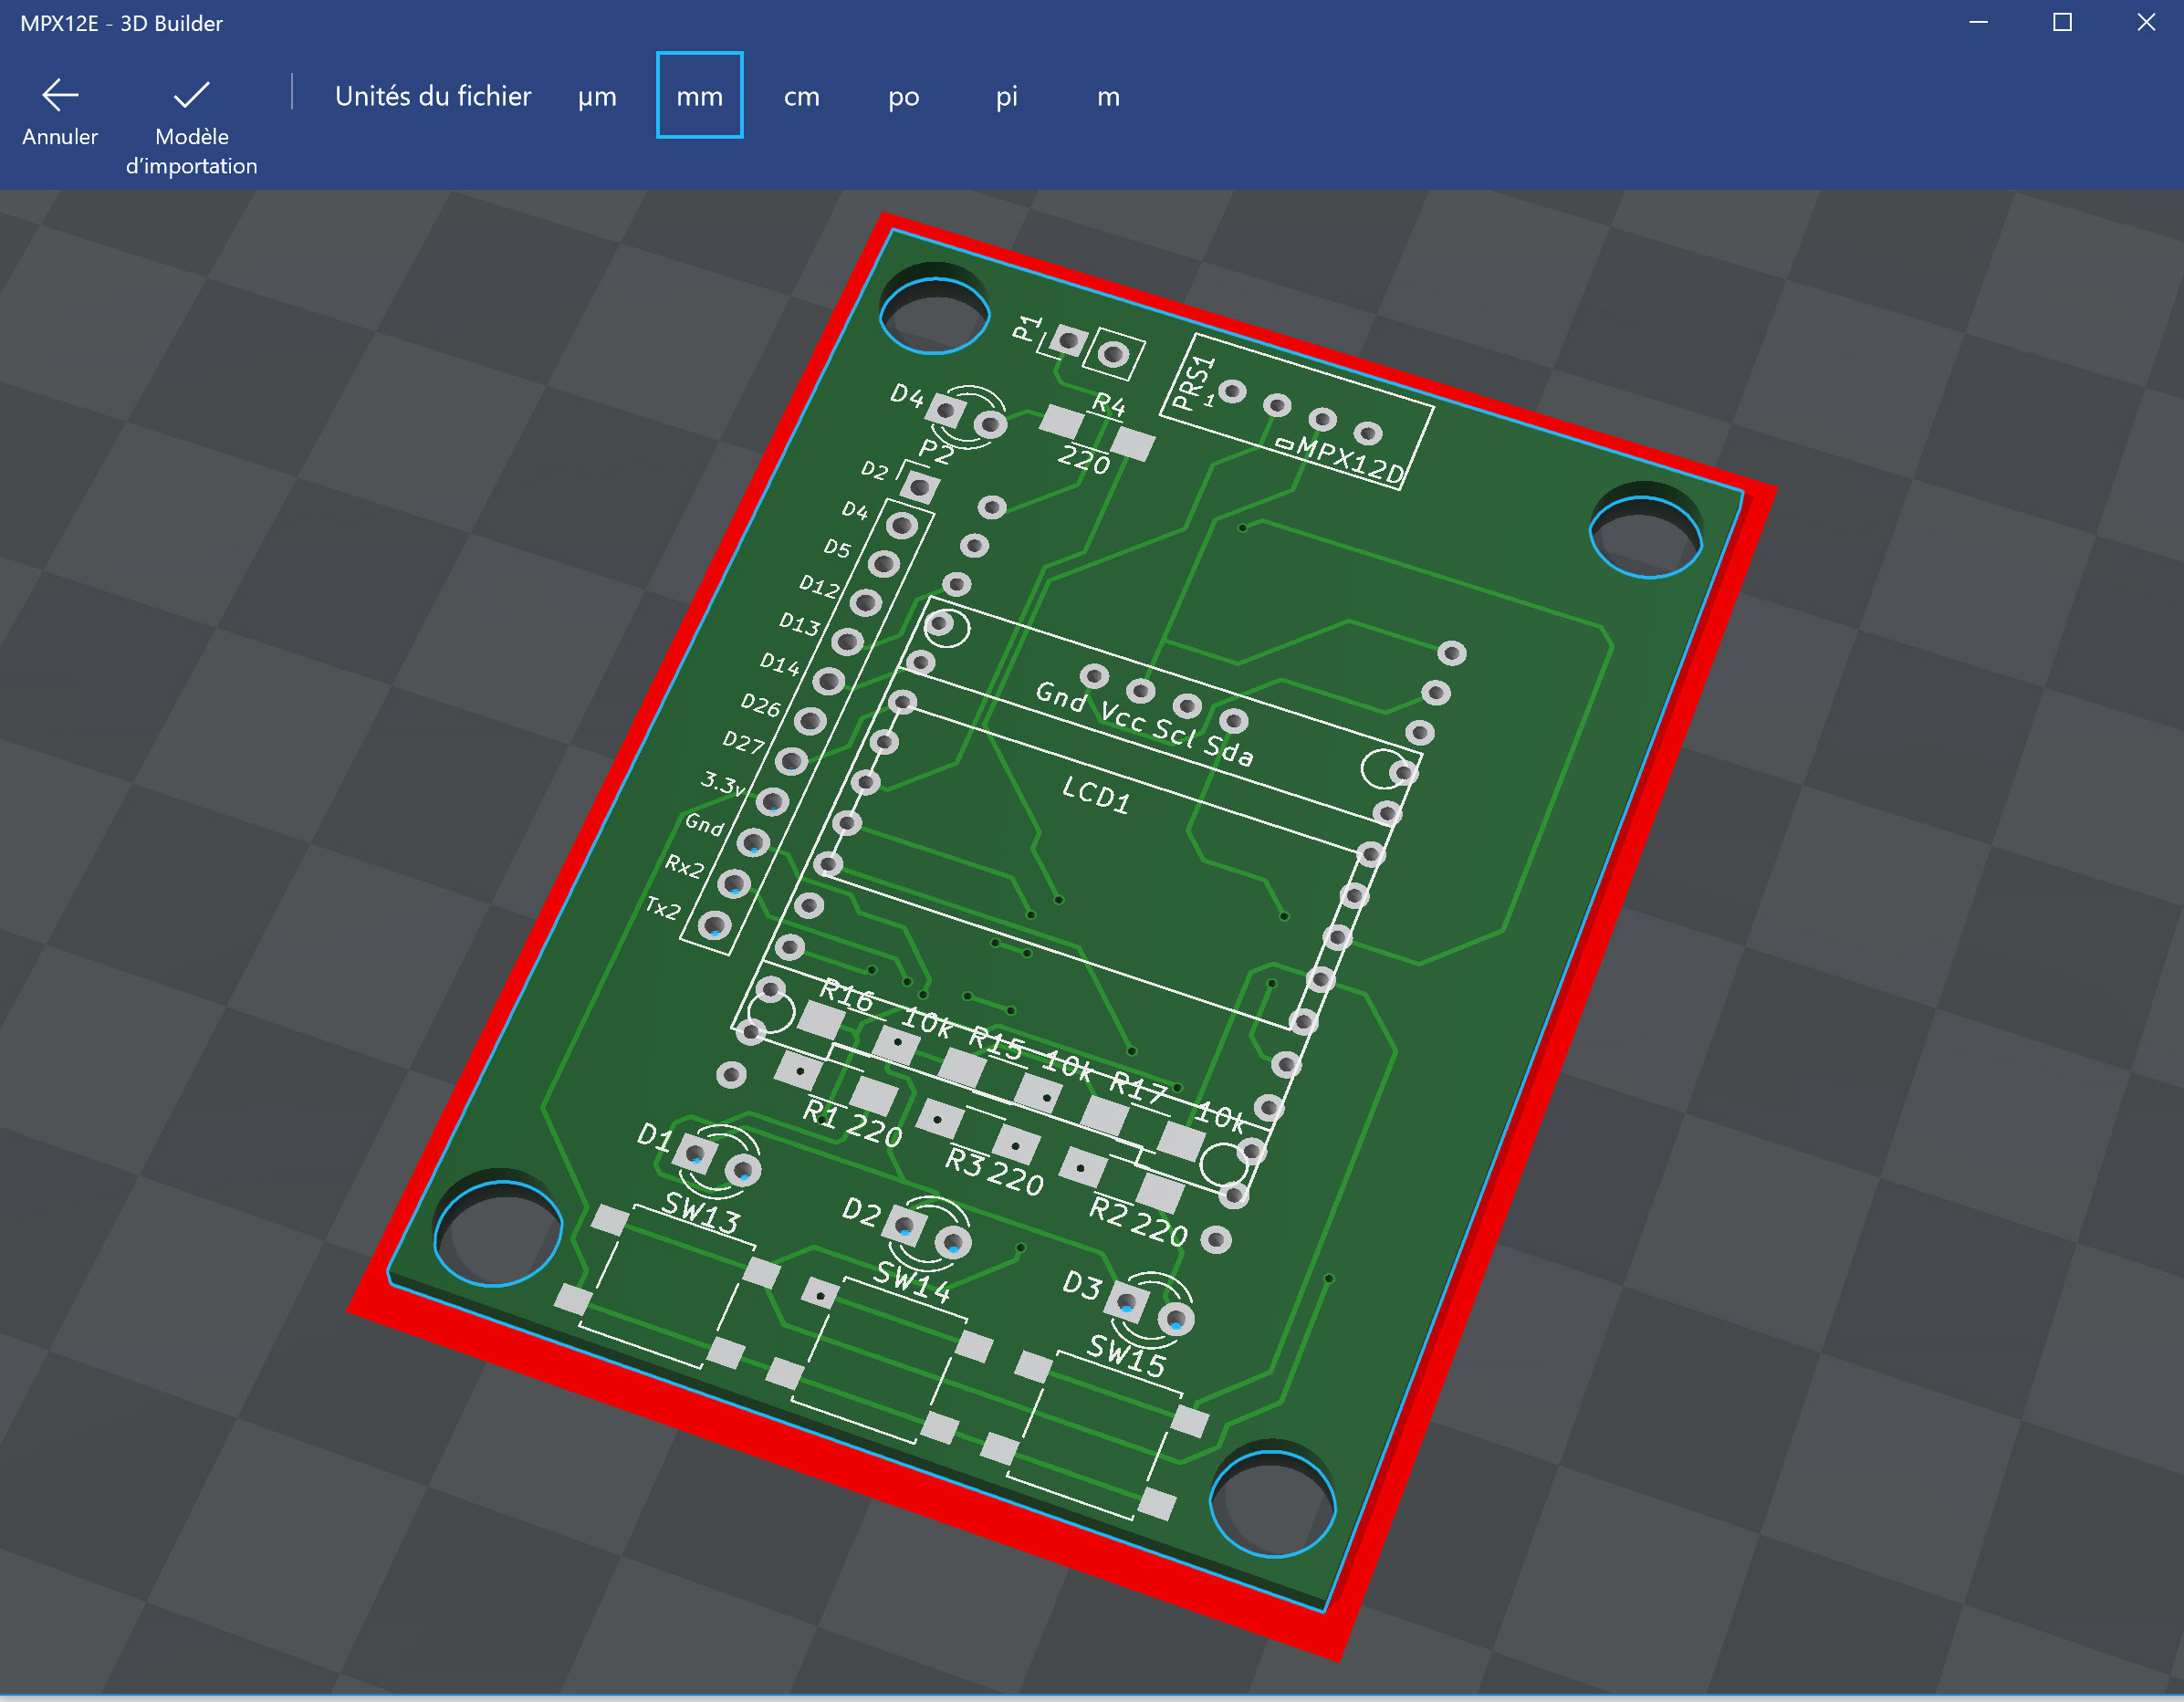 MPX12E - 3D Builder
Annuler
Modèle
d'importation
Unités du fichier
µm
mm
cm
po
pi
m
P1
PRS1
1
MPX12D
D4
R4
220
P2
D2
D4
D5
D12
D13
D14
D26
D27
3.3v
Gnd
Rx2
Tx2
Gnd Vcc Scl Sda
LCD1
R16 10k R15 10k R17 10k
R1 220
R3 220
R2 220
D1
SW13
D2
SW14
D3
SW15